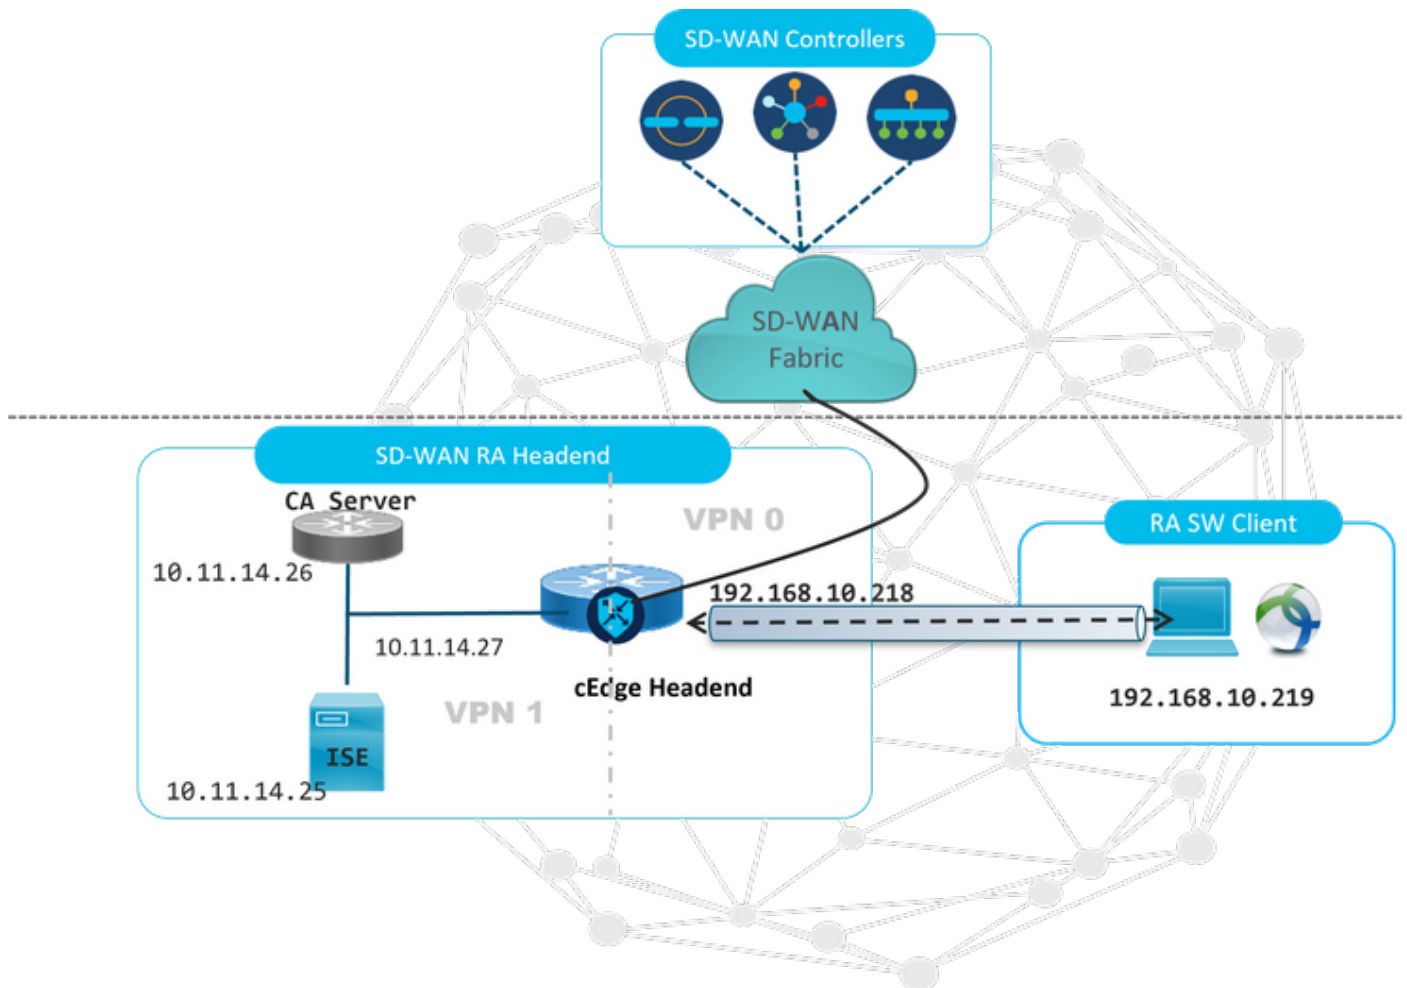 SD-WAN Controllers
SD-WAN
Fabric
SD-WAN RA Headend
CA Server
VPN 0
RA SW Client
10.11.14.26
192.168.10.218
10.11.14.27
cEdge Headend
192.168.10.219
VPN 1
ISE
10.11.14.25